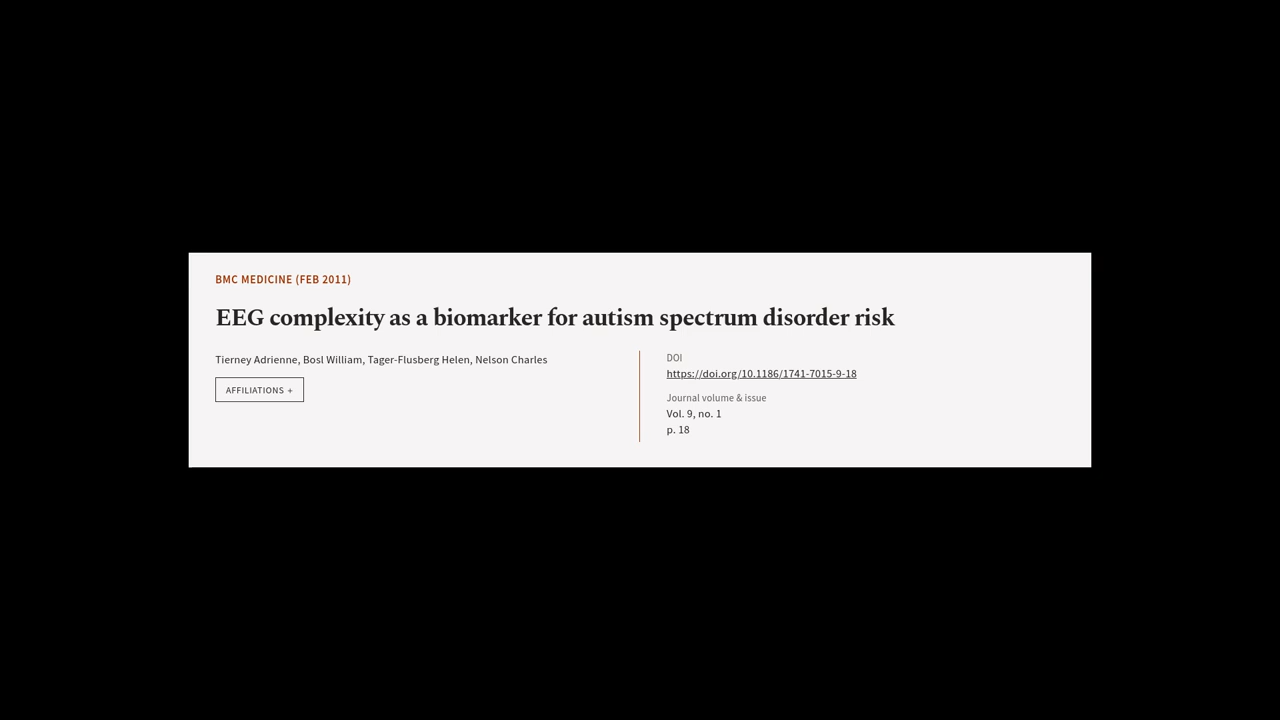 BMC MEDICINE (FEB 2011)
EEG complexity as a biomarker for autism spectrum disorder risk
Tierney Adrienne, Bosl William, Tager-Flusberg Helen, Nelson Charles
AFFILIATIONS +
DOI
https://doi.org/10.1186/1741-7015-9-18
Journal volume & issue
Vol. 9, no. 1
p. 18